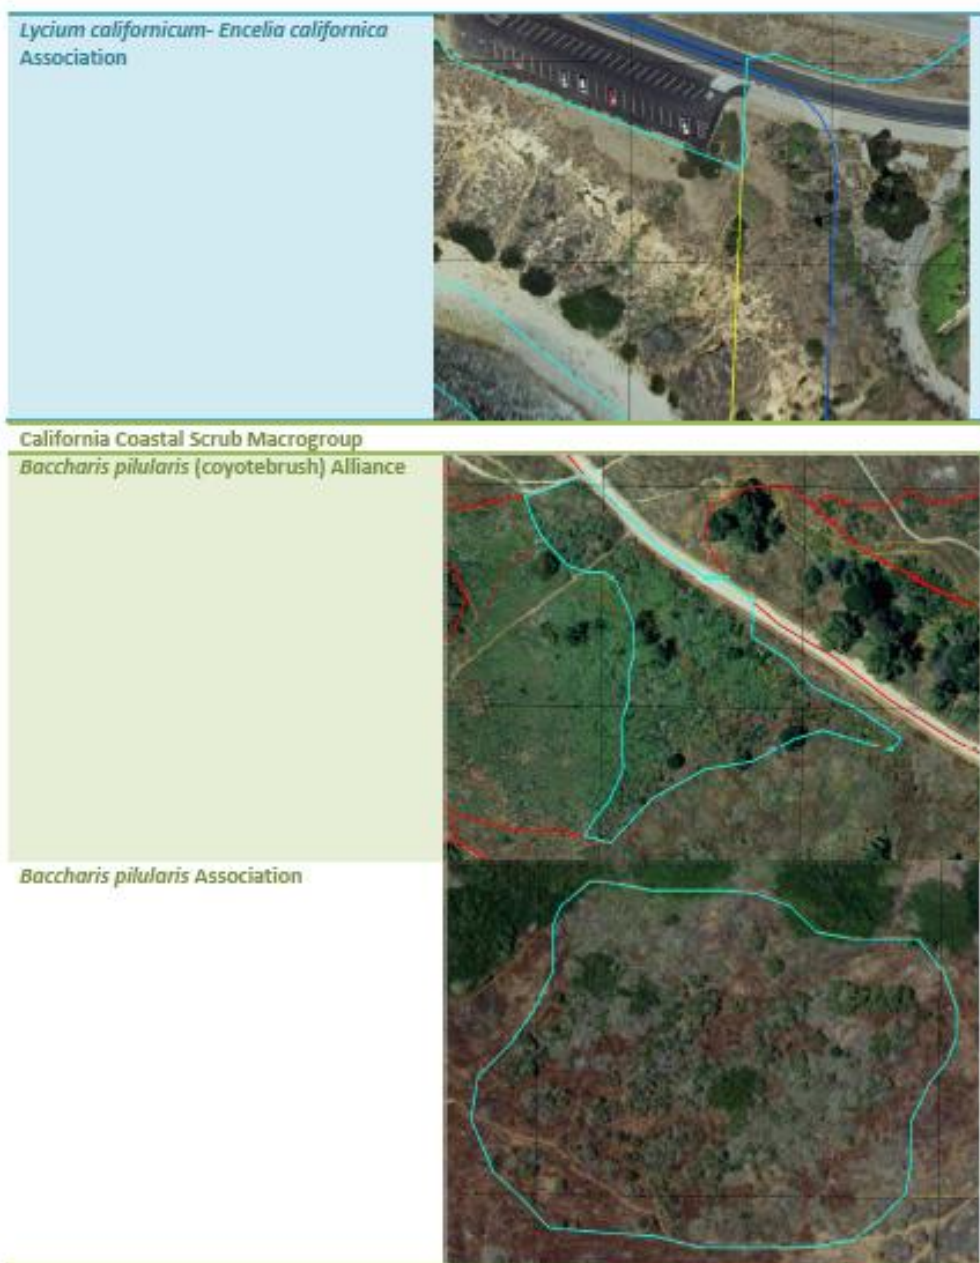 Lycium californicum- Encelia californica
Association
California Coastal Scrub Macrogroup
Baccharis pilularis (coyotebrush) Alliance
Baccharis pilularis Association